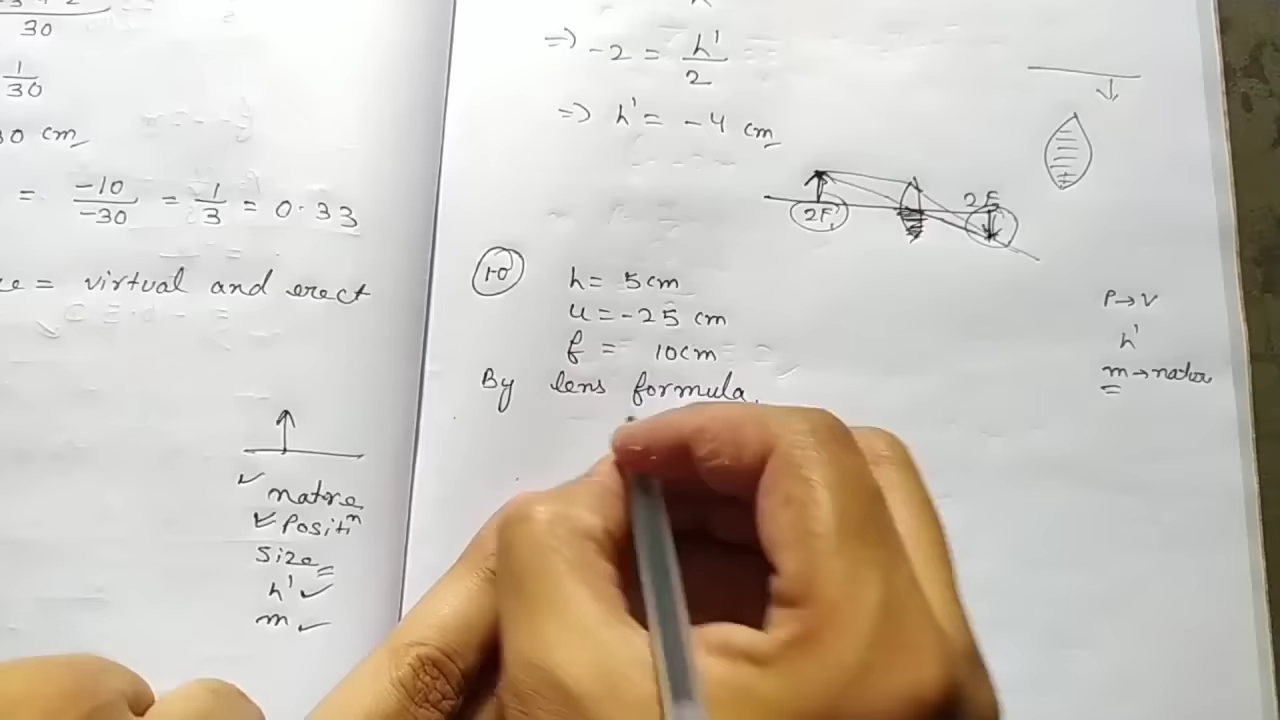 30
1
30
30 cm
= -10 / -30 = 1/3 = 0.33
= virtual and erect
nature
Positiⁿ
Size
h'
m
=) -2 = h'/2
=) h' = -4 cm
2F
2F
10
h = 5cm
u = -25 cm
f = 10cm
By lens formula,
P→V
h'
m→natur